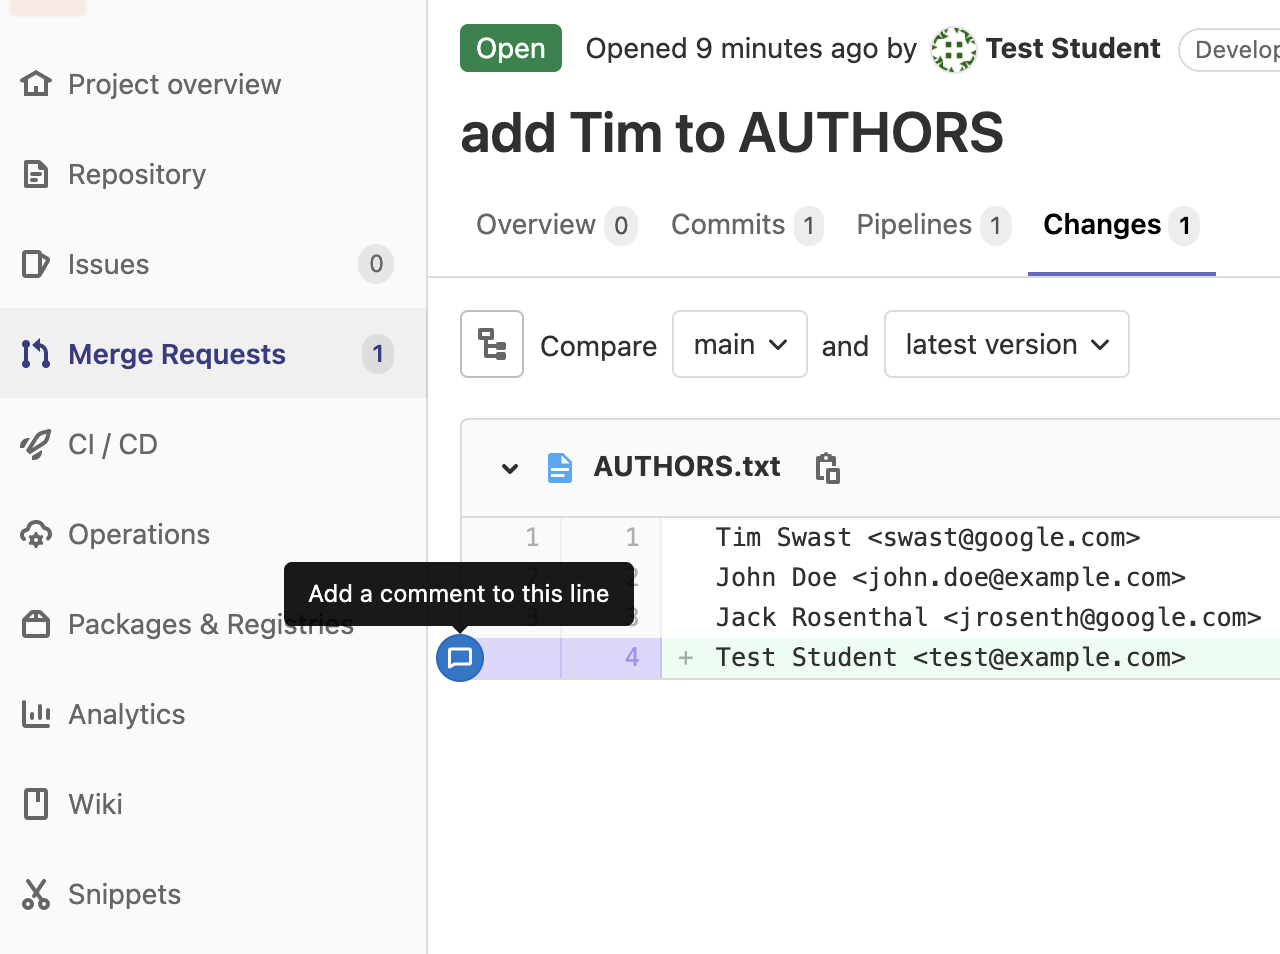 Project overview
Repository
Issues 0
Merge Requests 1
CI / CD
Operations
Packages & Registries
Analytics
Wiki
Snippets
Open Opened 9 minutes ago by Test Student
add Tim to AUTHORS
Overview 0 Commits 1 Pipelines 1 Changes 1
Compare main and latest version
AUTHORS.txt
1 1 Tim Swast <swast@google.com>
2 John Doe <john.doe@example.com>
3 3 Jack Rosenthal <jrosenth@google.com>
Add a comment to this line
4 + Test Student <test@example.com>